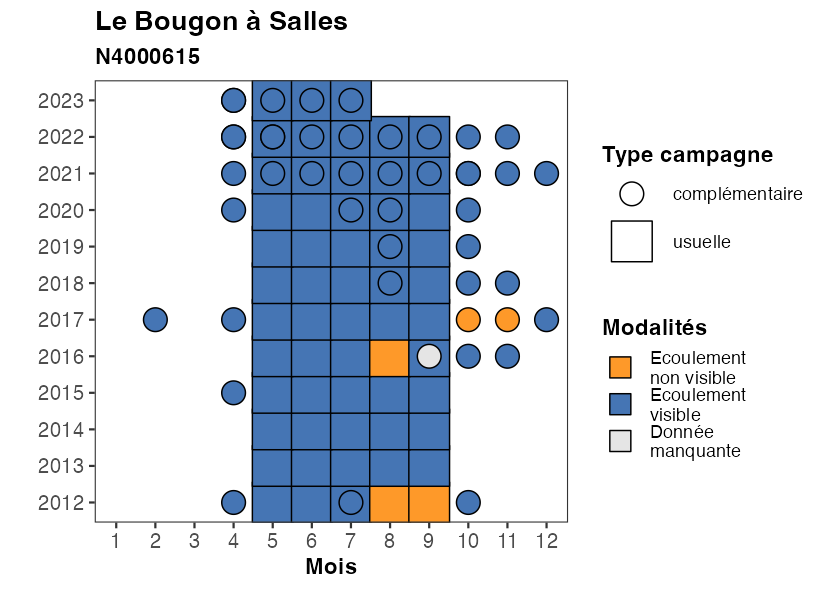 Le Bougon à Salles
N4000615
2023
2022
2021
2020
2019
2018
2017
2016
2015
2014
2013
2012
1 2 3 4 5 6 7 8 9 10 11 12
Mois
Type campagne
complémentaire
usuelle
Modalités
Ecoulement
non visible
Ecoulement
visible
Donnée
manquante